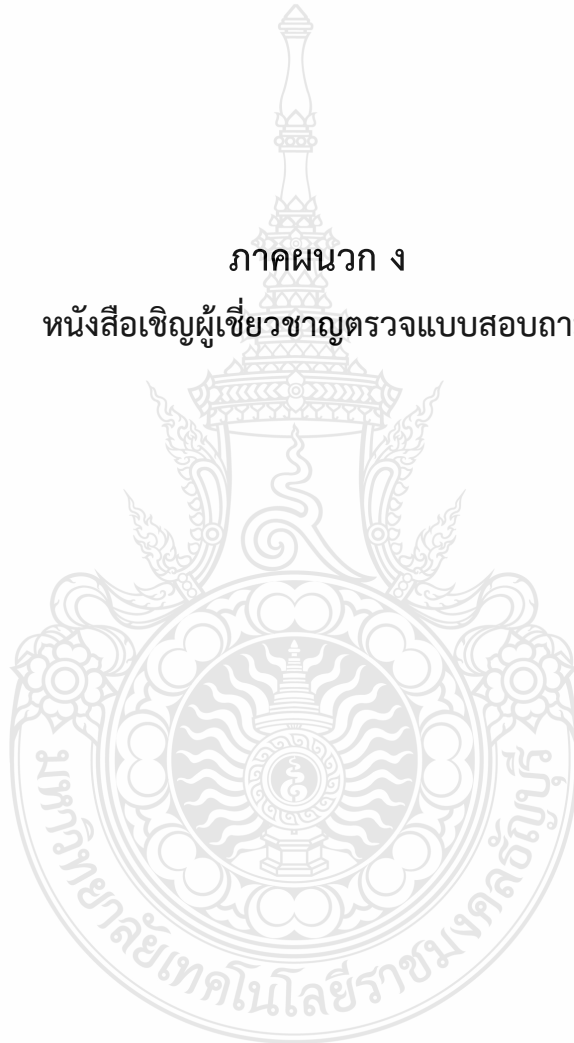 ภาคผนวก ง
หนังสือเชิญผู้เชี่ยวชาญตรวจแบบสอบถา
มหาวิทยาลัยเทคโนโลยีราชมงคลธัญบุรี